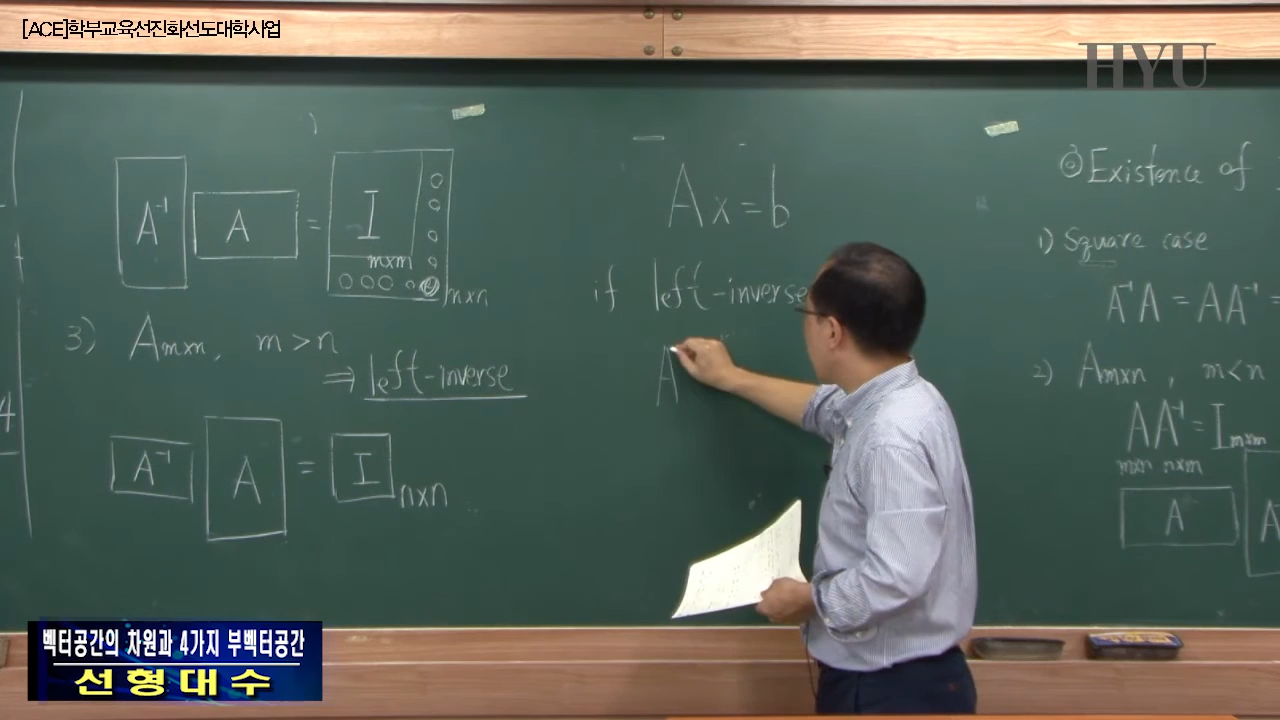 [ACE]학부교육선진화선도대학사업
HYU
A⁻¹ A = I mxm
nxn
3) Amxn, m>n
⇒ left-inverse
A⁻¹ A = I nxn
Ax=b
if left-inverse
A
◎Existence of
1) Square case
A⁻¹A = AA⁻¹ =
2) Amxn, m<n
AA⁻¹ = Imxm
mxn nxm
A A
벡터공간의 차원과 4가지 부벡터공간
선형대수